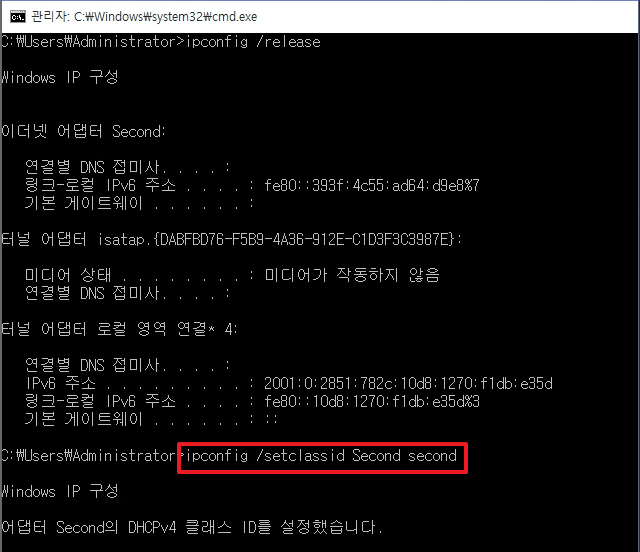 관리자: C:₩Windows₩system32₩cmd.exe
C:₩Users₩Administrator>ipconfig /release
Windows IP 구성
이더넷 어댑터 Second:
연결별 DNS 접미사. . . . :
링크-로컬 IPv6 주소 . . . . : fe80::393f:4c55:ad64:d9e8%7
기본 게이트웨이 . . . . . . :
터널 어댑터 isatap.{DABFBD76-F5B9-4A36-912E-C1D3F3C3987E}:
미디어 상태 . . . . . . . . : 미디어가 작동하지 않음
연결별 DNS 접미사. . . . :
터널 어댑터 로컬 영역 연결* 4:
연결별 DNS 접미사. . . . :
IPv6 주소 . . . . . . . . . : 2001:0:2851:782c:10d8:1270:f1db:e35d
링크-로컬 IPv6 주소 . . . . : fe80::10d8:1270:f1db:e35d%3
기본 게이트웨이 . . . . . . : ::
C:₩Users₩Administrator>ipconfig /setclassid Second second
Windows IP 구성
어댑터 Second의 DHCPv4 클래스 ID를 설정했습니다.